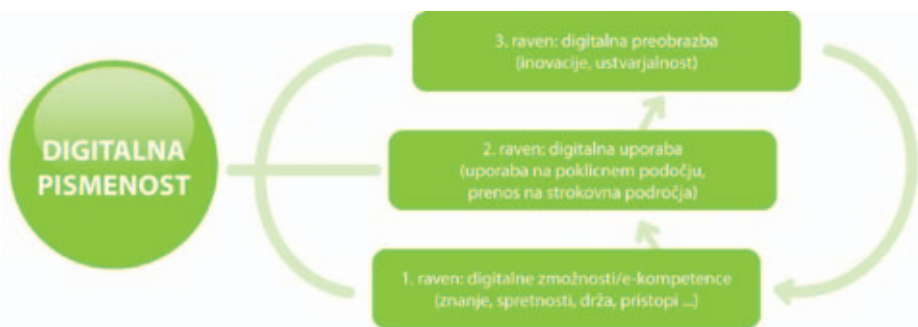 DIGITALNA
PISMENOST
3. raven: digitalna preobrazba
(inovacije, ustvarjalnost)
2. raven: digitalna uporaba
(uporaba na poklicnem podočju,
prenos na strokovna področja)
1. raven: digitalne zmožnosti/e-kompetence
(znanje, spretnosti, drža, pristopi ...)